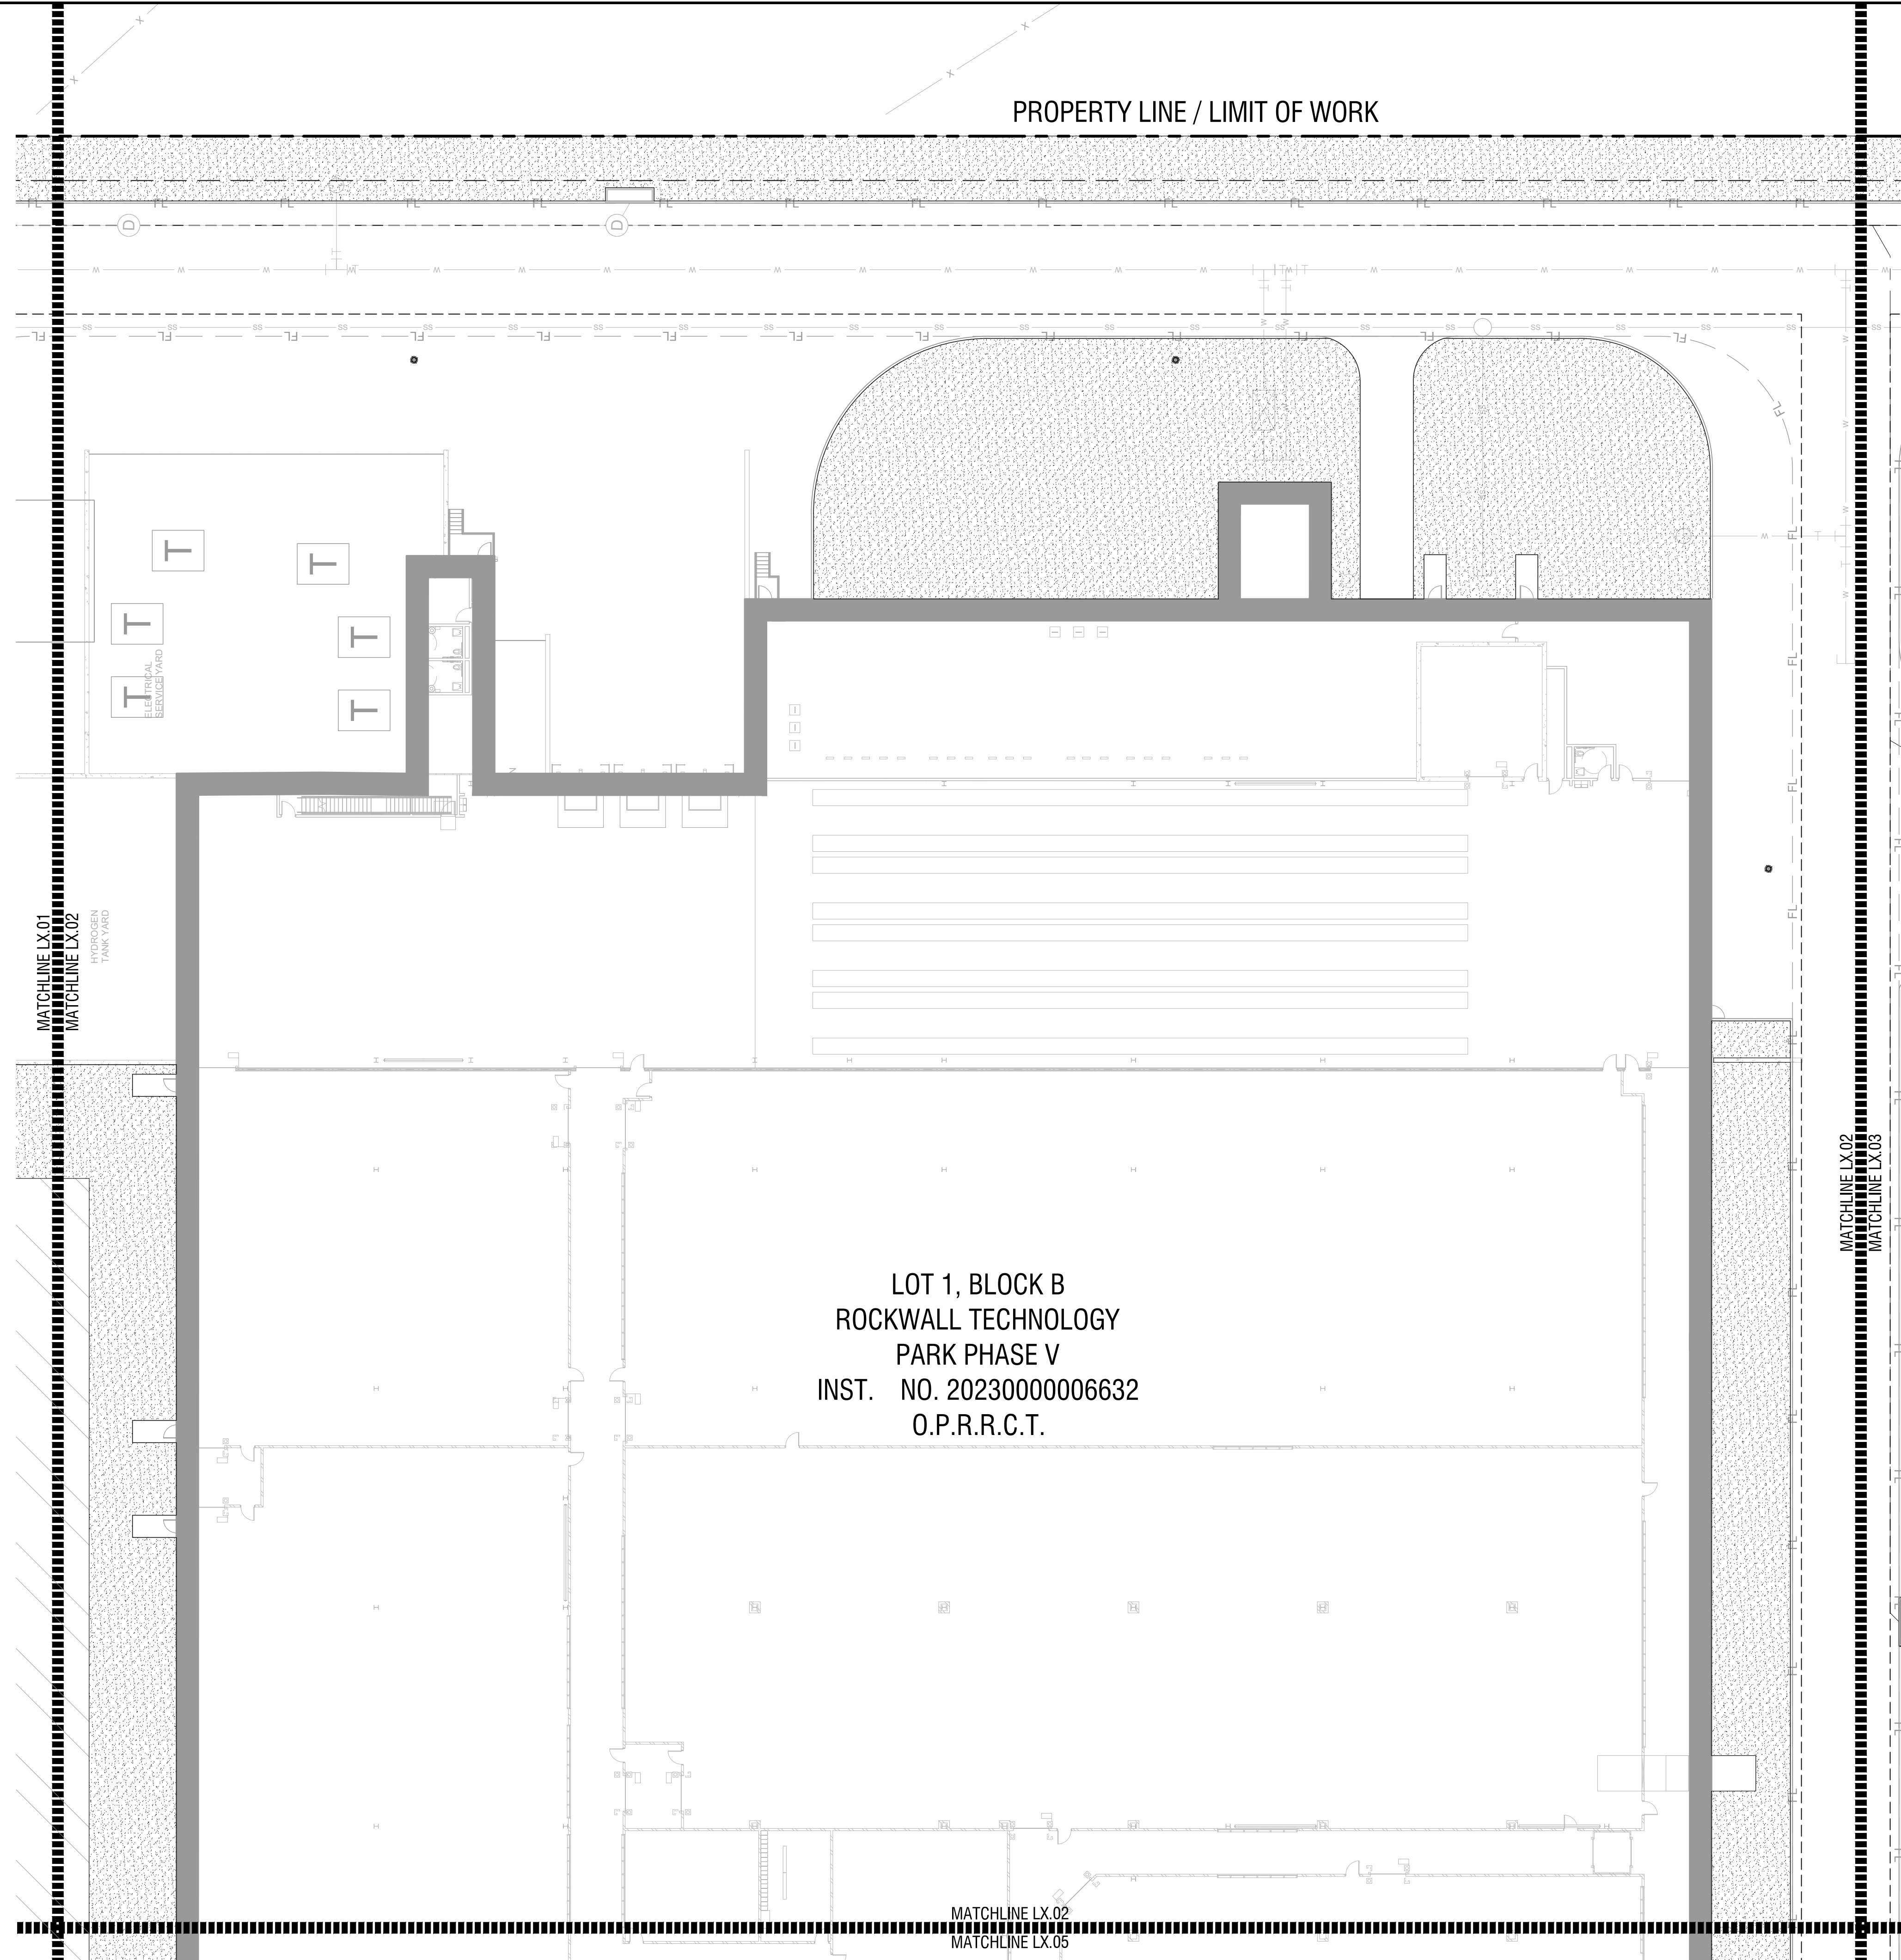 PROPERTY LINE / LIMIT OF WORK
D
D
T
T
T
T
T
T
ELECTRICAL
SERVICE YARD
MATCHLINE LX.01
MATCHLINE LX.02
HYDROGEN
TANK YARD
MATCHLINE LX.02
MATCHLINE LX.03
LOT 1, BLOCK B
ROCKWALL TECHNOLOGY
PARK PHASE V
INST. NO. 20230000006632
O.P.R.R.C.T.
MATCHLINE LX.02
MATCHLINE LX.05